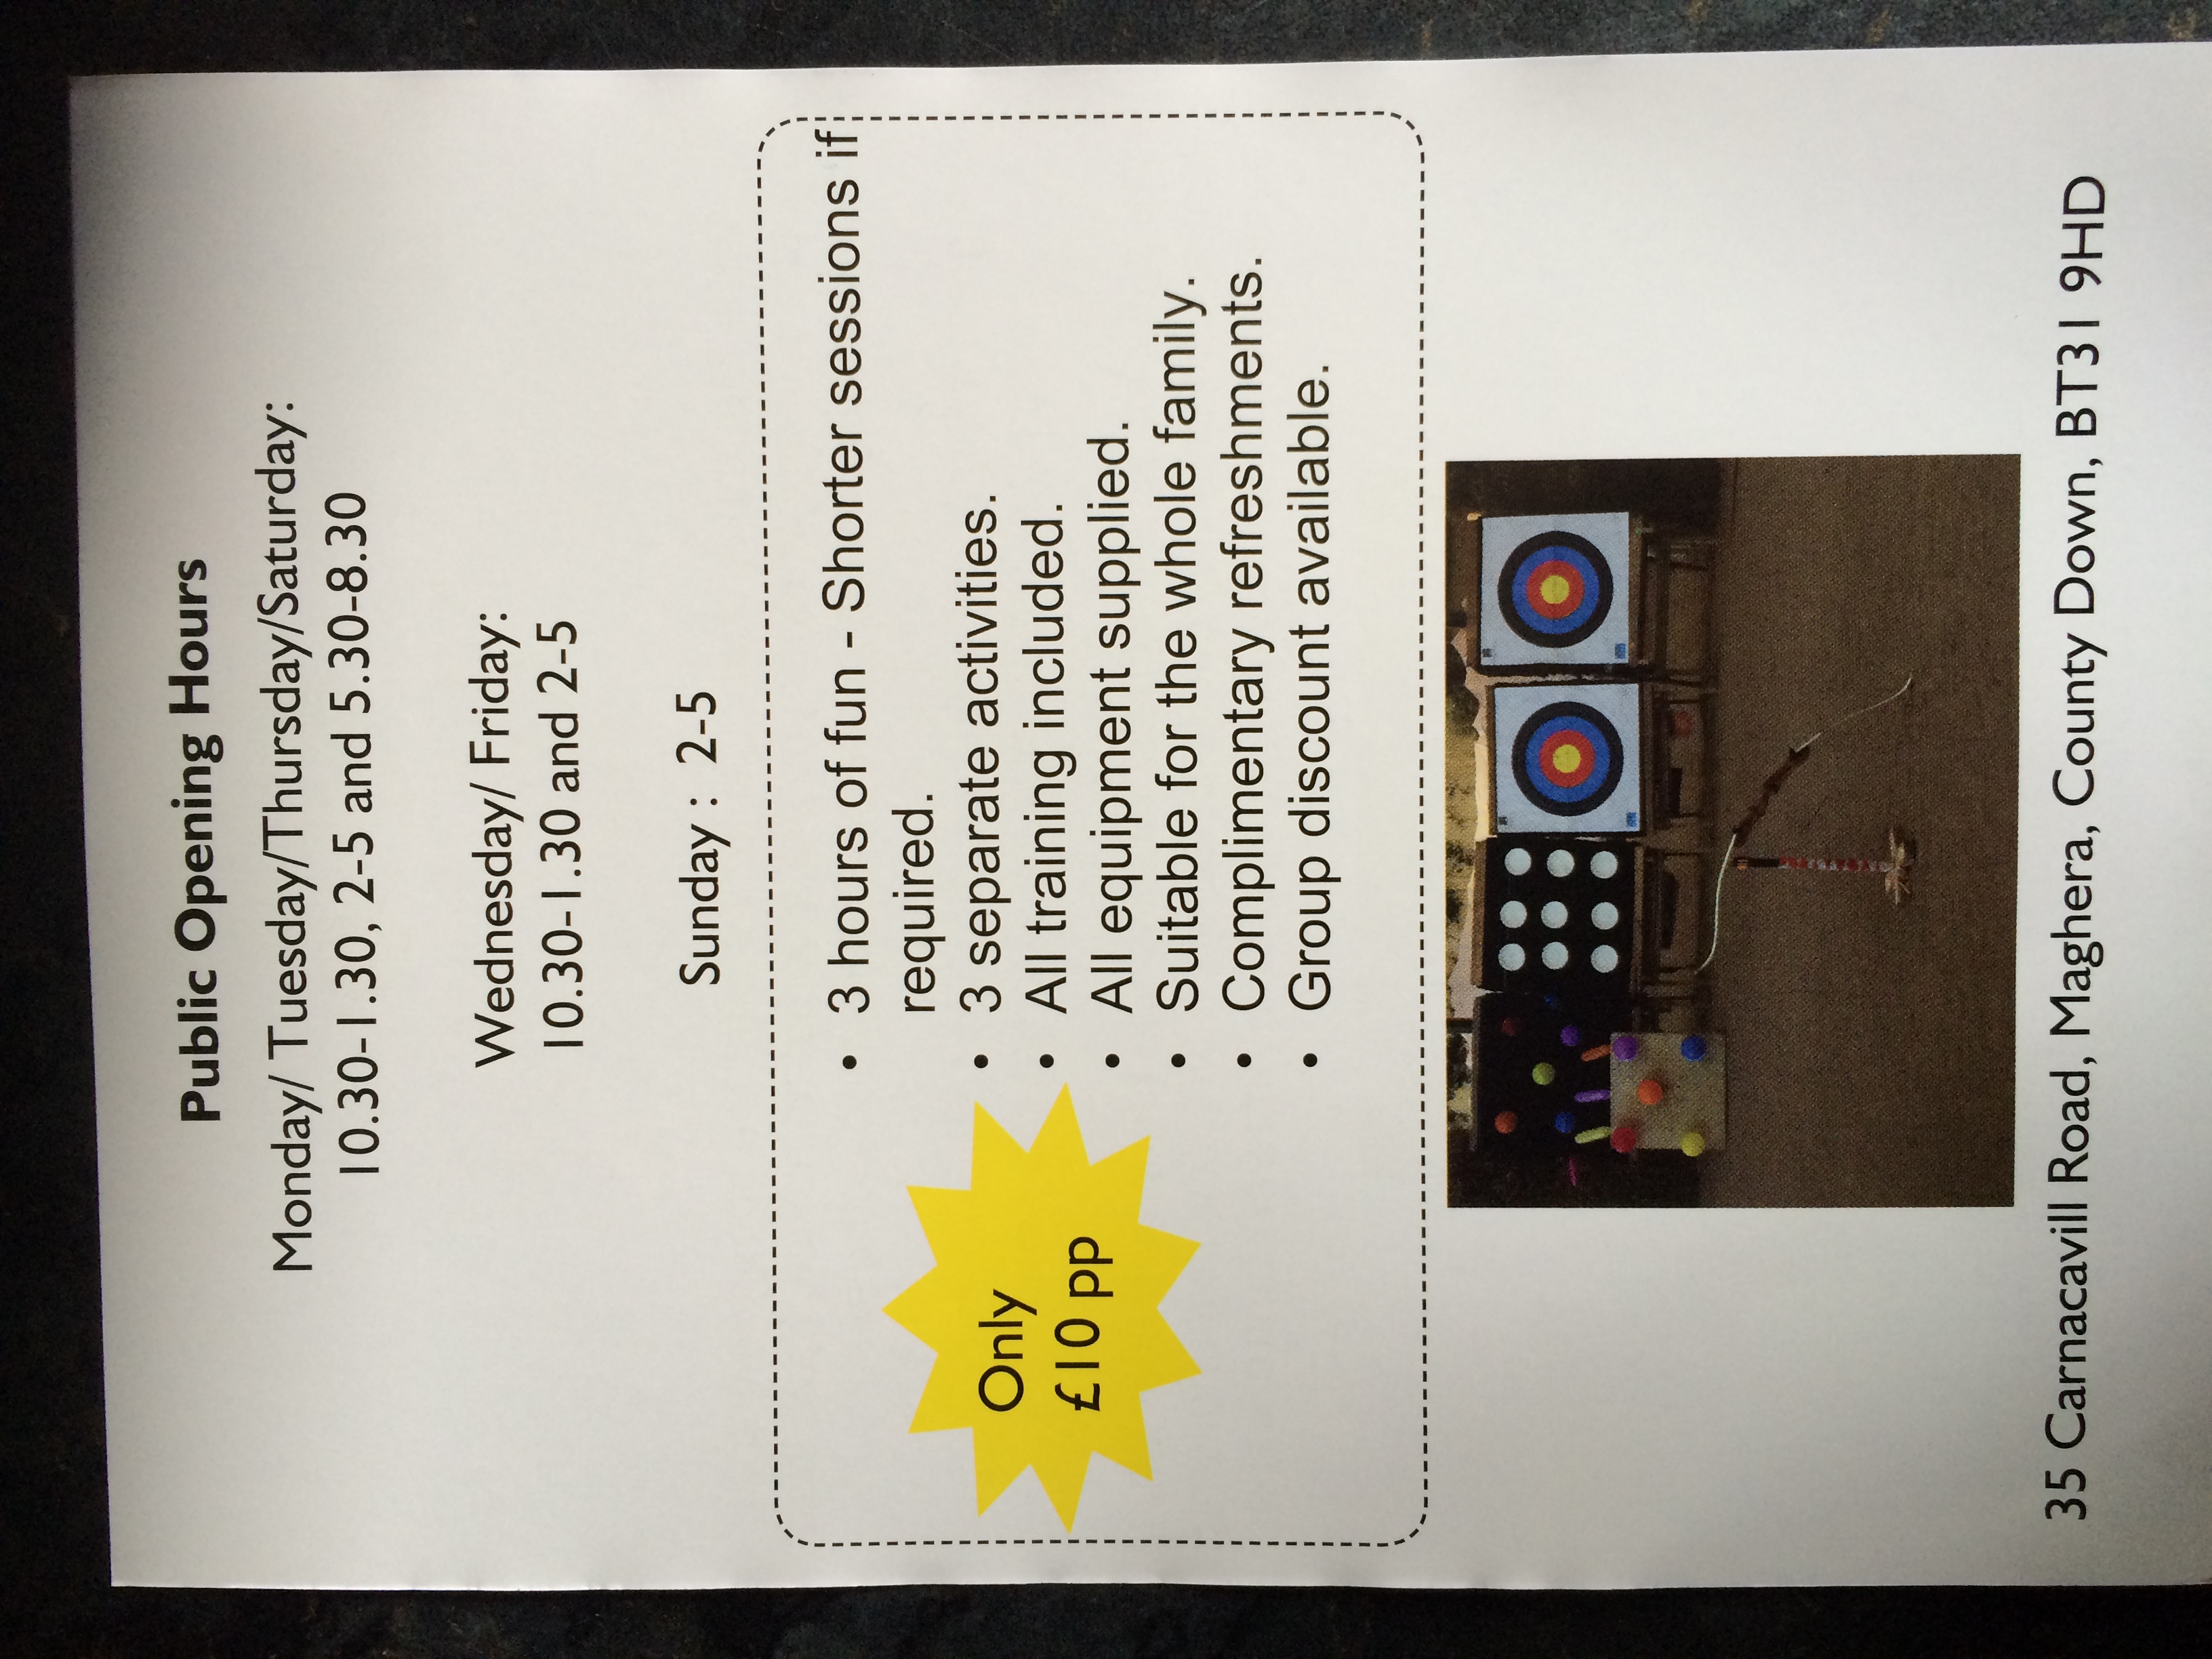 Public Opening Hours
Monday/ Tuesday/Thursday/Saturday:
10.30-1.30, 2-5 and 5.30-8.30
Wednesday/ Friday:
10.30-1.30 and 2-5
Sunday : 2-5
Only
£10 pp
• 3 hours of fun - Shorter sessions if
required.
• 3 separate activities.
• All training included.
• All equipment supplied.
• Suitable for the whole family.
• Complimentary refreshments.
• Group discount available.
35 Carnacavill Road, Maghera, County Down, BT31 9HD